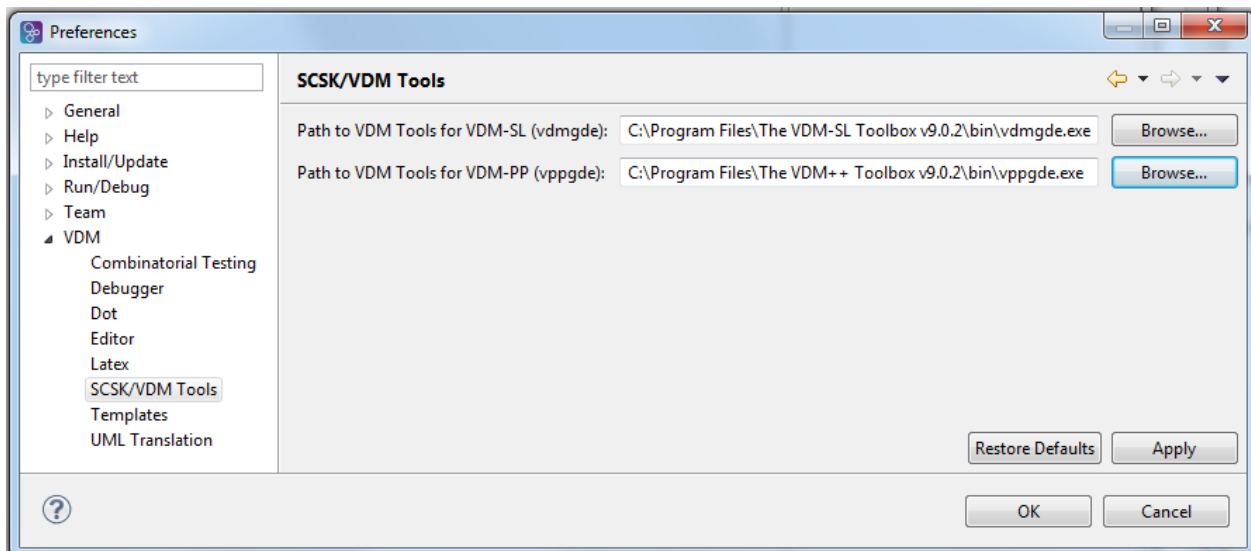 Preferences
type filter text
General
Help
Install/Update
Run/Debug
Team
VDM
Combinatorial Testing
Debugger
Dot
Editor
Latex
SCSK/VDM Tools
Templates
UML Translation
SCSK/VDM Tools
Path to VDM Tools for VDM-SL (vdmgde): C:\Program Files\The VDM-SL Toolbox v9.0.2\bin\vdmgde.exe Browse...
Path to VDM Tools for VDM-PP (vppgde): C:\Program Files\The VDM++ Toolbox v9.0.2\bin\vppgde.exe Browse...
Restore Defaults Apply
? OK Cancel